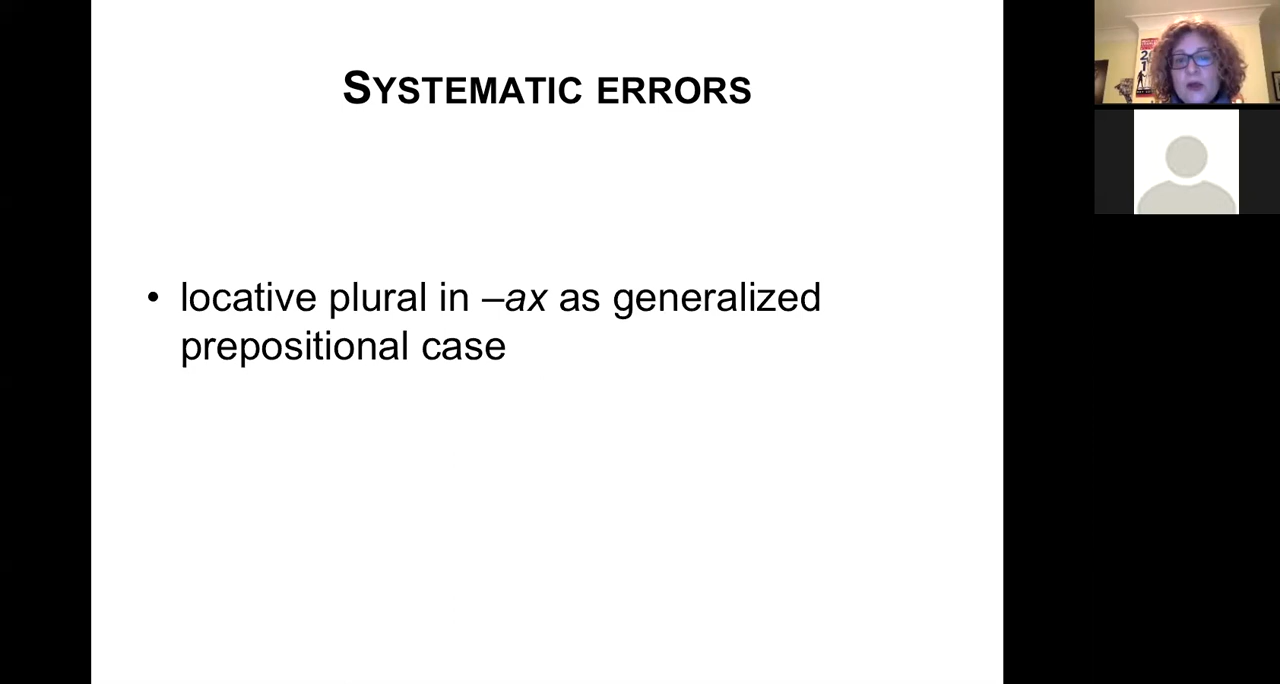 SYSTEMATIC ERRORS
• locative plural in –ax as generalized
prepositional case